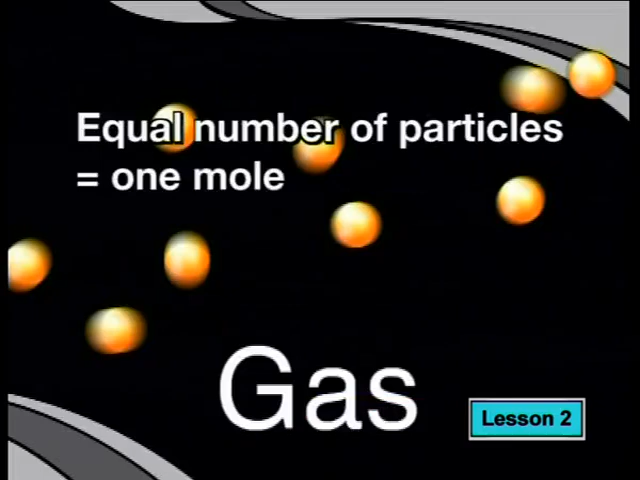 Equal number of particles
= one mole
Gas
Lesson 2